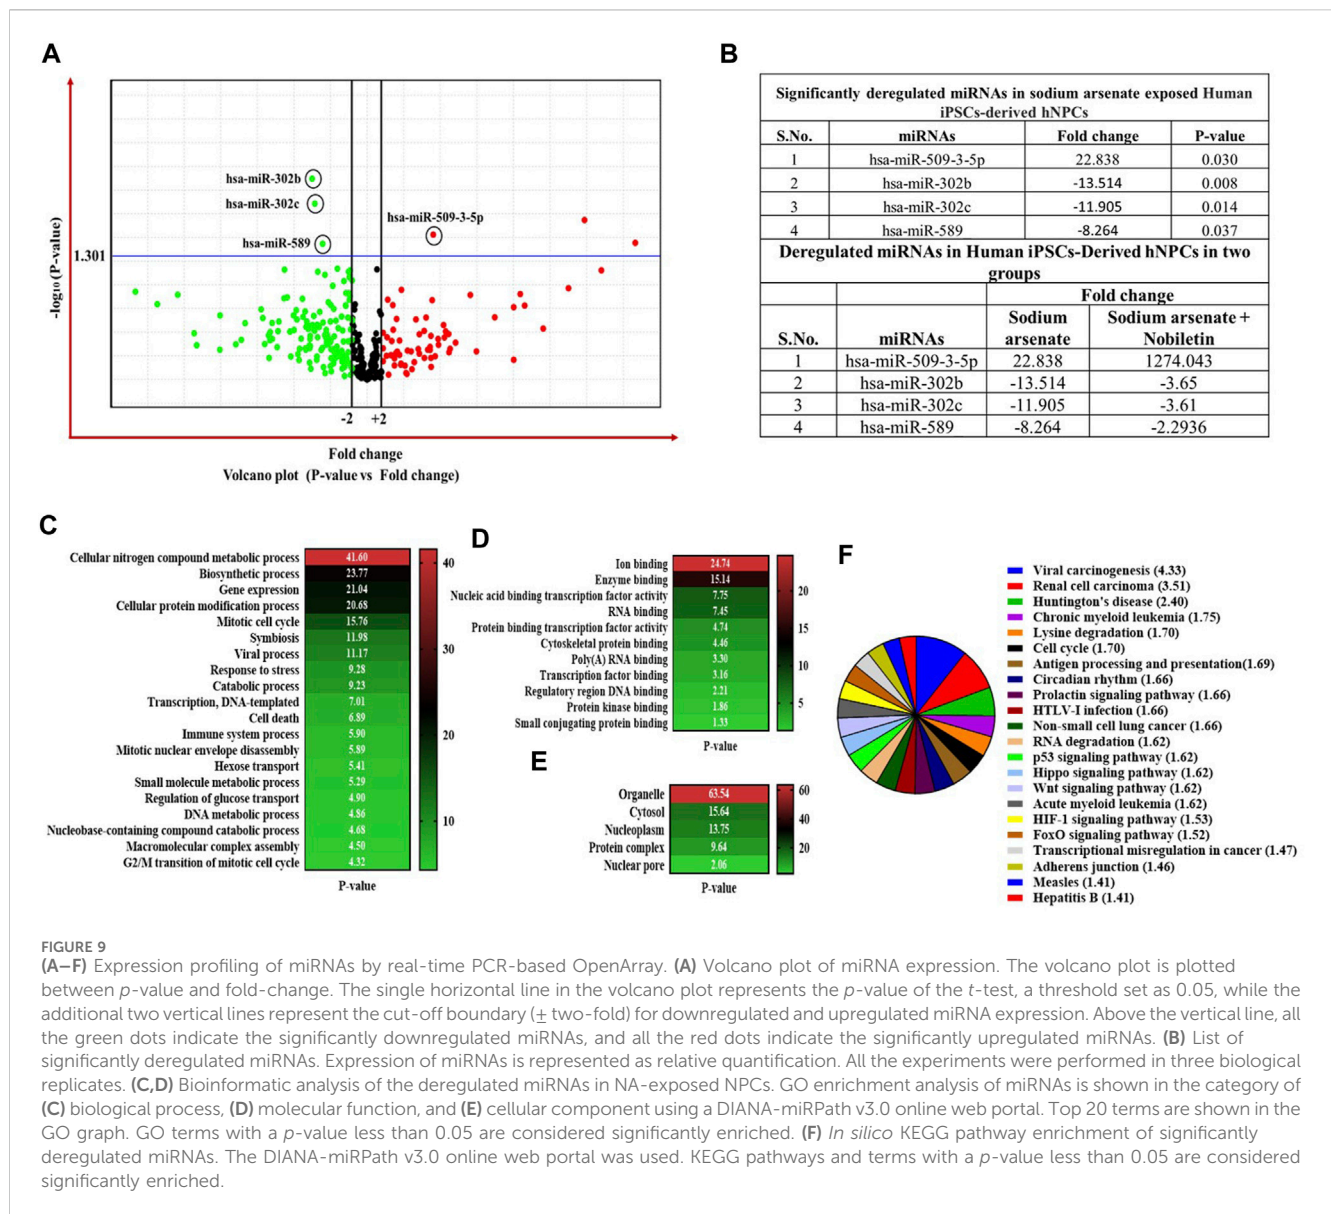 A
hsa-miR-302b
hsa-miR-302c
hsa-miR-589
hsa-miR-509-3-5p
1.301
-log10 (P-value)
-2 +2
Fold change
Volcano plot (P-value vs Fold change)
B
Significantly deregulated miRNAs in sodium arsenate exposed Human
iPSCs-derived hNPCs
S.No. miRNAs Fold change P-value
1 hsa-miR-509-3-5p 22.838 0.030
2 hsa-miR-302b -13.514 0.008
3 hsa-miR-302c -11.905 0.014
4 hsa-miR-589 -8.264 0.037
Deregulated miRNAs in Human iPSCs-Derived hNPCs in two
groups
Fold change
S.No. miRNAs Sodium arsenate Sodium arsenate + Nobiletin
1 hsa-miR-509-3-5p 22.838 1274.043
2 hsa-miR-302b -13.514 -3.65
3 hsa-miR-302c -11.905 -3.61
4 hsa-miR-589 -8.264 -2.2936
C
Cellular nitrogen compound metabolic process 41.60
Biosynthetic process 23.77
Gene expression 21.04
Cellular protein modification process 20.68
Mitotic cell cycle 15.76
Symbiosis 11.98
Viral process 11.17
Response to stress 9.28
Catabolic process 9.23
Transcription, DNA-templated 7.01
Cell death 6.89
Immune system process 5.90
Mitotic nuclear envelope disassembly 5.89
Hexose transport 5.41
Small molecule metabolic process 5.29
Regulation of glucose transport 4.90
DNA metabolic process 4.86
Nucleobase-containing compound catabolic process 4.68
Macromolecular complex assembly 4.50
G2/M transition of mitotic cell cycle 4.32
P-value
40
30
20
10
D
Ion binding 24.74
Enzyme binding 15.14
Nucleic acid binding transcription factor activity 7.75
RNA binding 7.45
Protein binding transcription factor activity 4.74
Cytoskeletal protein binding 4.46
Poly(A) RNA binding 3.30
Transcription factor binding 3.16
Regulatory region DNA binding 2.21
Protein kinase binding 1.86
Small conjugating protein binding 1.33
P-value
20
10
E
Organelle 63.54
Cytosol 15.64
Nucleoplasm 13.75
Protein complex 9.64
Nuclear pore 2.06
P-value
60
40
20
F
Viral carcinogenesis (4.33)
Renal cell carcinoma (3.51)
Huntington's disease (2.40)
Chronic myeloid leukemia (1.75)
Lysine degradation (1.70)
Cell cycle (1.70)
Antigen processing and presentation(1.69)
Circadian rhythm (1.66)
Prolactin signaling pathway (1.66)
HTLV-I infection (1.66)
Non-small cell lung cancer (1.66)
RNA degradation (1.62)
p53 signaling pathway (1.62)
Hippo signaling pathway (1.62)
Wnt signaling pathway (1.62)
Acute myeloid leukemia (1.62)
HIF-1 signaling pathway (1.53)
FoxO signaling pathway (1.52)
Transcriptional misregulation in cancer (1.47)
Adherens junction (1.46)
Measles (1.41)
Hepatitis B (1.41)
FIGURE 9
(A–F) Expression profiling of miRNAs by real-time PCR-based OpenArray. (A) Volcano plot of miRNA expression. The volcano plot is plotted
between p-value and fold-change. The single horizontal line in the volcano plot represents the p-value of the t-test, a threshold set as 0.05, while the
additional two vertical lines represent the cut-off boundary (± two-fold) for downregulated and upregulated miRNA expression. Above the vertical line, all
the green dots indicate the significantly downregulated miRNAs, and all the red dots indicate the significantly upregulated miRNAs. (B) List of
significantly deregulated miRNAs. Expression of miRNAs is represented as relative quantification. All the experiments were performed in three biological
replicates. (C,D) Bioinformatic analysis of the deregulated miRNAs in NA-exposed NPCs. GO enrichment analysis of miRNAs is shown in the category of
(C) biological process, (D) molecular function, and (E) cellular component using a DIANA-miRPath v3.0 online web portal. Top 20 terms are shown in the
GO graph. GO terms with a p-value less than 0.05 are considered significantly enriched. (F) In silico KEGG pathway enrichment of significantly
deregulated miRNAs. The DIANA-miRPath v3.0 online web portal was used. KEGG pathways and terms with a p-value less than 0.05 are considered
significantly enriched.